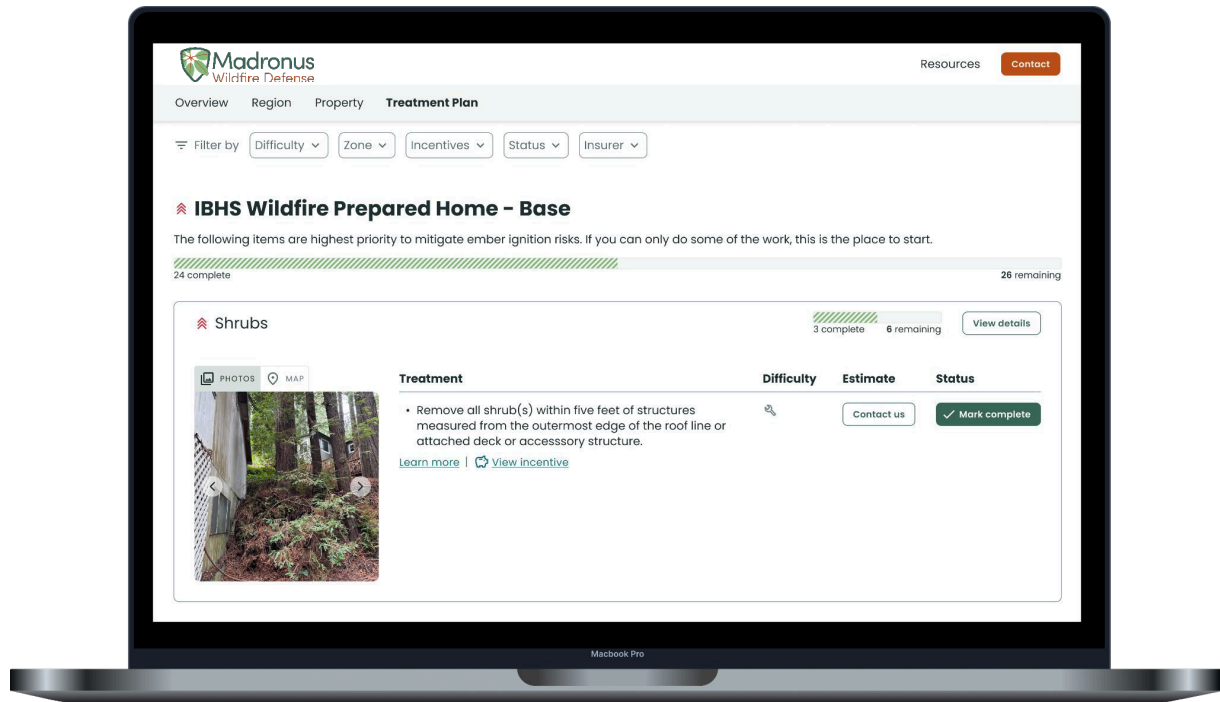 Madronus
Wildfire Defense
Resources
Contact
Overview
Region
Property
Treatment Plan
Filter by
Difficulty
Zone
Incentives
Status
Insurer
IBHS Wildfire Prepared Home - Base
The following items are highest priority to mitigate ember ignition risks. If you can only do some of the work, this is the place to start.
24 complete
26 remaining
Shrubs
3 complete
6 remaining
View details
PHOTOS
MAP
Treatment
Difficulty
Estimate
Status
• Remove all shrub(s) within five feet of structures
measured from the outermost edge of the roof line or
attached deck or accesssory structure.
Contact us
Mark complete
Learn more | View incentive
Macbook Pro